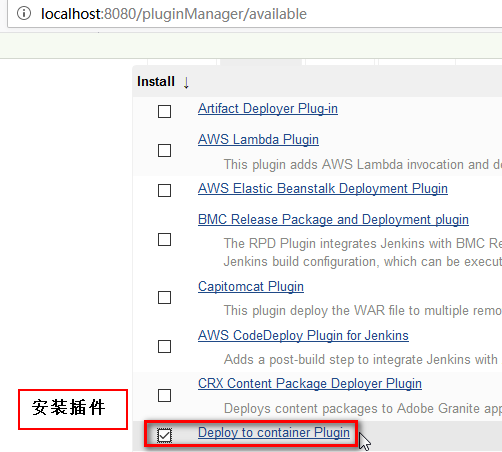 localhost:8080/pluginManager/available
Install ↓
Artifact Deployer Plug-in
AWS Lambda Plugin
This plugin adds AWS Lambda invocation and de
AWS Elastic Beanstalk Deployment Plugin
BMC Release Package and Deployment plugin
The RPD Plugin integrates Jenkins with BMC Re
Jenkins build configuration, which can be execut
Capitomcat Plugin
This plugin deploy the WAR file to multiple remo
AWS CodeDeploy Plugin for Jenkins
Adds a post-build step to integrate Jenkins with
CRX Content Package Deployer Plugin
Deploys content packages to Adobe Granite app
安装插件
Deploy to container Plugin